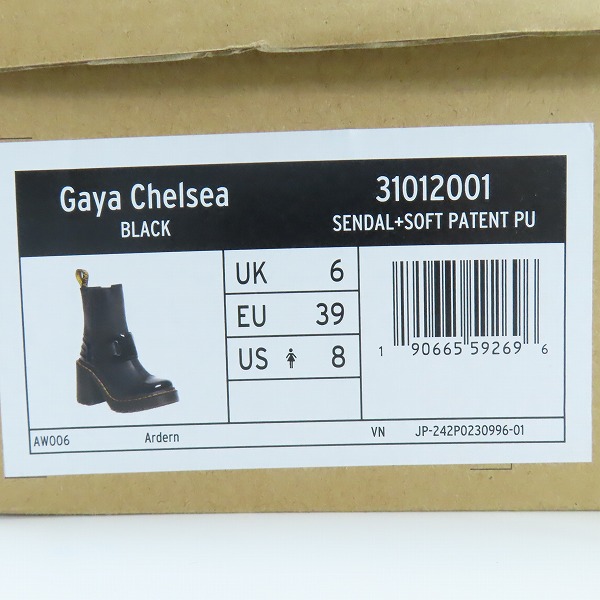 Gaya Chelsea
BLACK
31012001
SENDAL+SOFT PATENT PU
UK 6
EU 39
US 8
1 90665 59269 6
AW006 Ardern VN JP-242P0230996-01